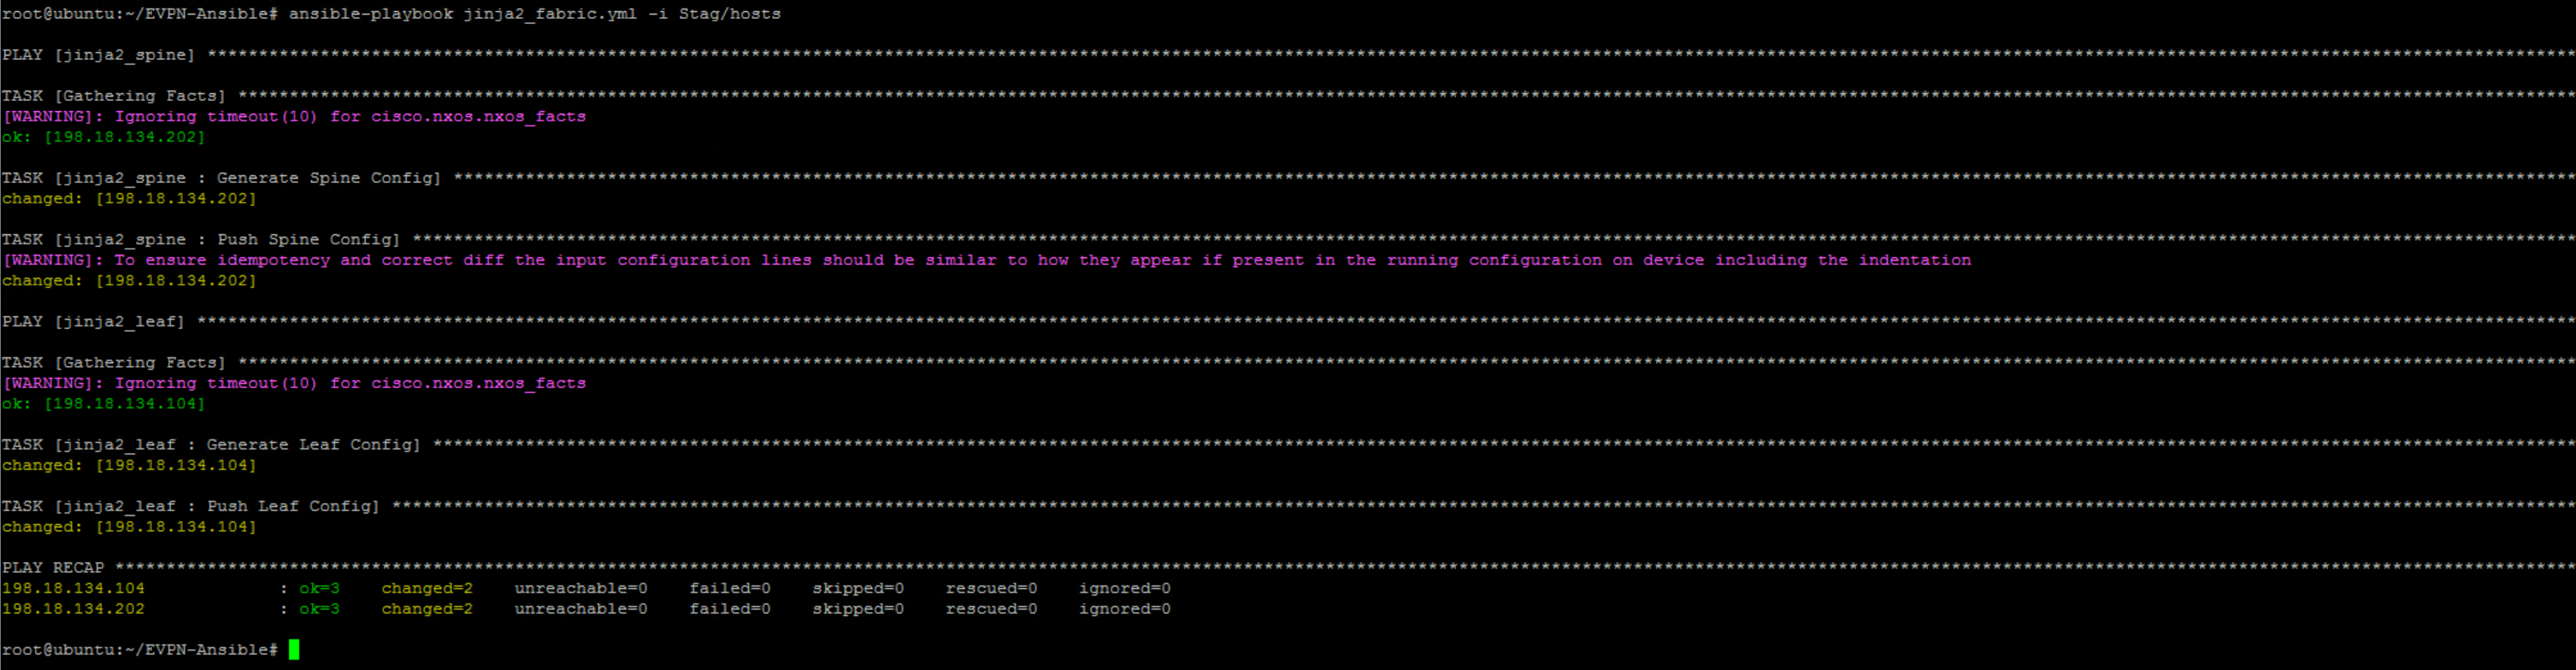 root@ubuntu:~/EVPN-Ansible# ansible-playbook jinja2_fabric.yml -i Stag/hosts
PLAY [jinja2_spine] ****************************************************************************************************
TASK [Gathering Facts] ****************************************************************************************************
[WARNING]: Ignoring timeout(10) for cisco.nxos.nxos_facts
ok: [198.18.134.202]
TASK [jinja2_spine : Generate Spine Config] ****************************************************************************************************
changed: [198.18.134.202]
TASK [jinja2_spine : Push Spine Config] ****************************************************************************************************
[WARNING]: To ensure idempotency and correct diff the input configuration lines should be similar to how they appear if present in the running configuration on device including the indentation
changed: [198.18.134.202]
PLAY [jinja2_leaf] ****************************************************************************************************
TASK [Gathering Facts] ****************************************************************************************************
[WARNING]: Ignoring timeout(10) for cisco.nxos.nxos_facts
ok: [198.18.134.104]
TASK [jinja2_leaf : Generate Leaf Config] ****************************************************************************************************
changed: [198.18.134.104]
TASK [jinja2_leaf : Push Leaf Config] ****************************************************************************************************
changed: [198.18.134.104]
PLAY RECAP ****************************************************************************************************
198.18.134.104 : ok=3 changed=2 unreachable=0 failed=0 skipped=0 rescued=0 ignored=0
198.18.134.202 : ok=3 changed=2 unreachable=0 failed=0 skipped=0 rescued=0 ignored=0
root@ubuntu:~/EVPN-Ansible#